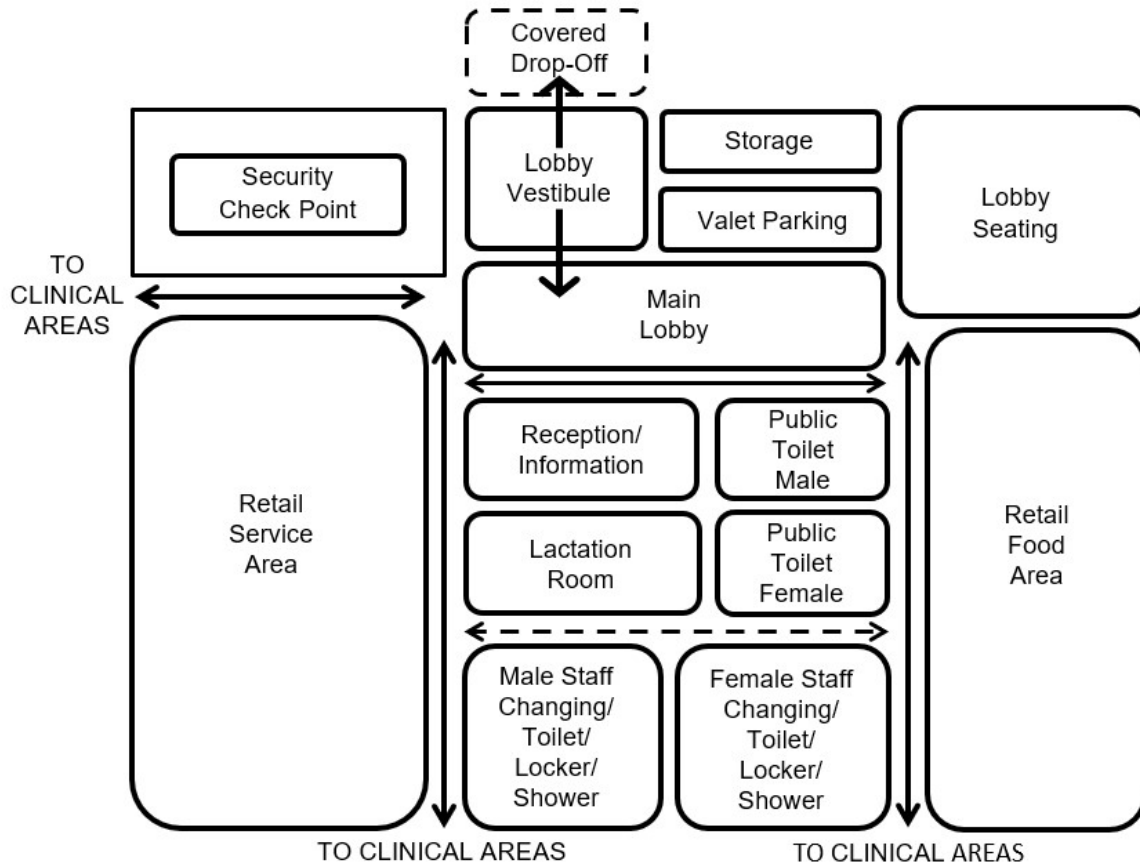 Covered
Drop-Off
Security
Check Point
Lobby
Vestibule
Storage
Valet Parking
Lobby
Seating
TO
CLINICAL
AREAS
Main
Lobby
Retail
Service
Area
Reception/
Information
Public
Toilet
Male
Lactation
Room
Public
Toilet
Female
Retail
Food
Area
Male Staff
Changing/
Toilet/
Locker/
Shower
Female Staff
Changing/
Toilet/
Locker/
Shower
TO CLINICAL AREAS
TO CLINICAL AREAS